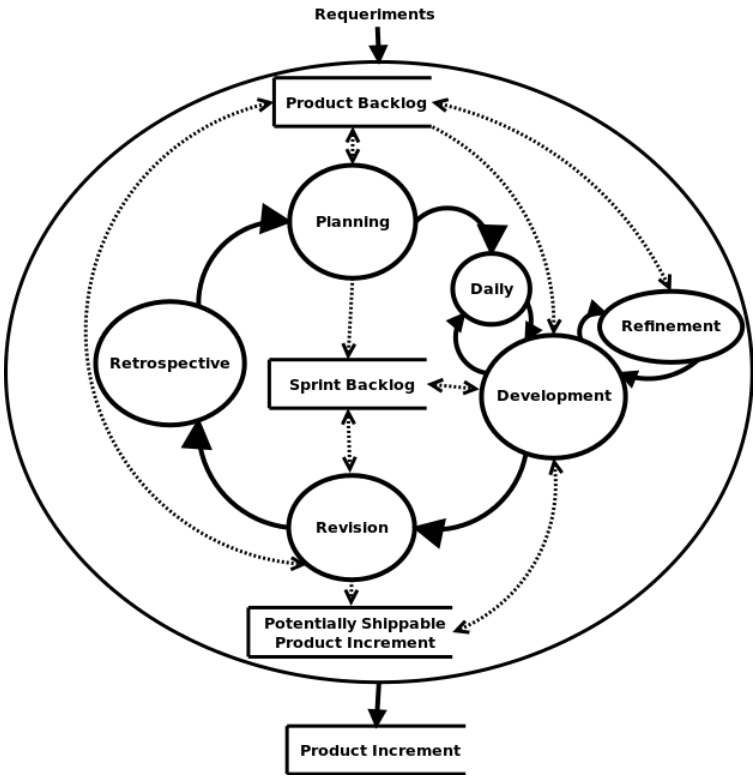 Requeriments
Product Backlog
Planning
Daily
Refinement
Retrospective
Sprint Backlog
Development
Revision
Potentially Shippable
Product Increment
Product Increment